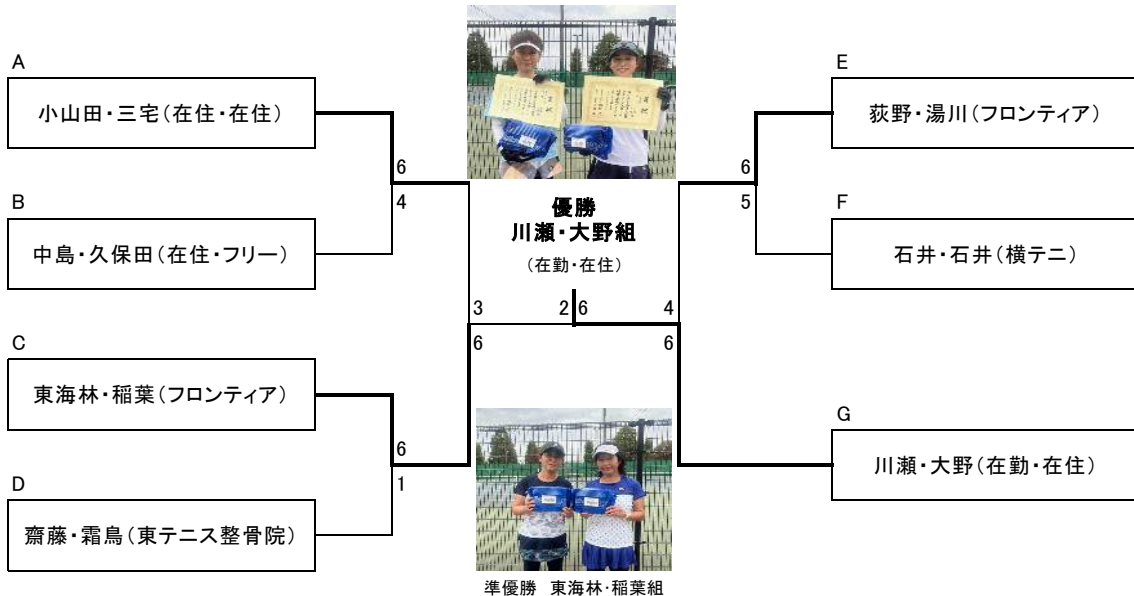 A
小山田・三宅(在住・在住)
B
中島・久保田(在住・フリー)
C
東海林・稲葉(フロンティア)
D
齋藤・霜鳥(東テニス整骨院)
6
4
6
1
3
6
優勝
川瀬・大野組
(在勤・在住)
2 6
4
6
準優勝 東海林・稲葉組
6
5
E
荻野・湯川(フロンティア)
F
石井・石井(横テニ)
G
川瀬・大野(在勤・在住)